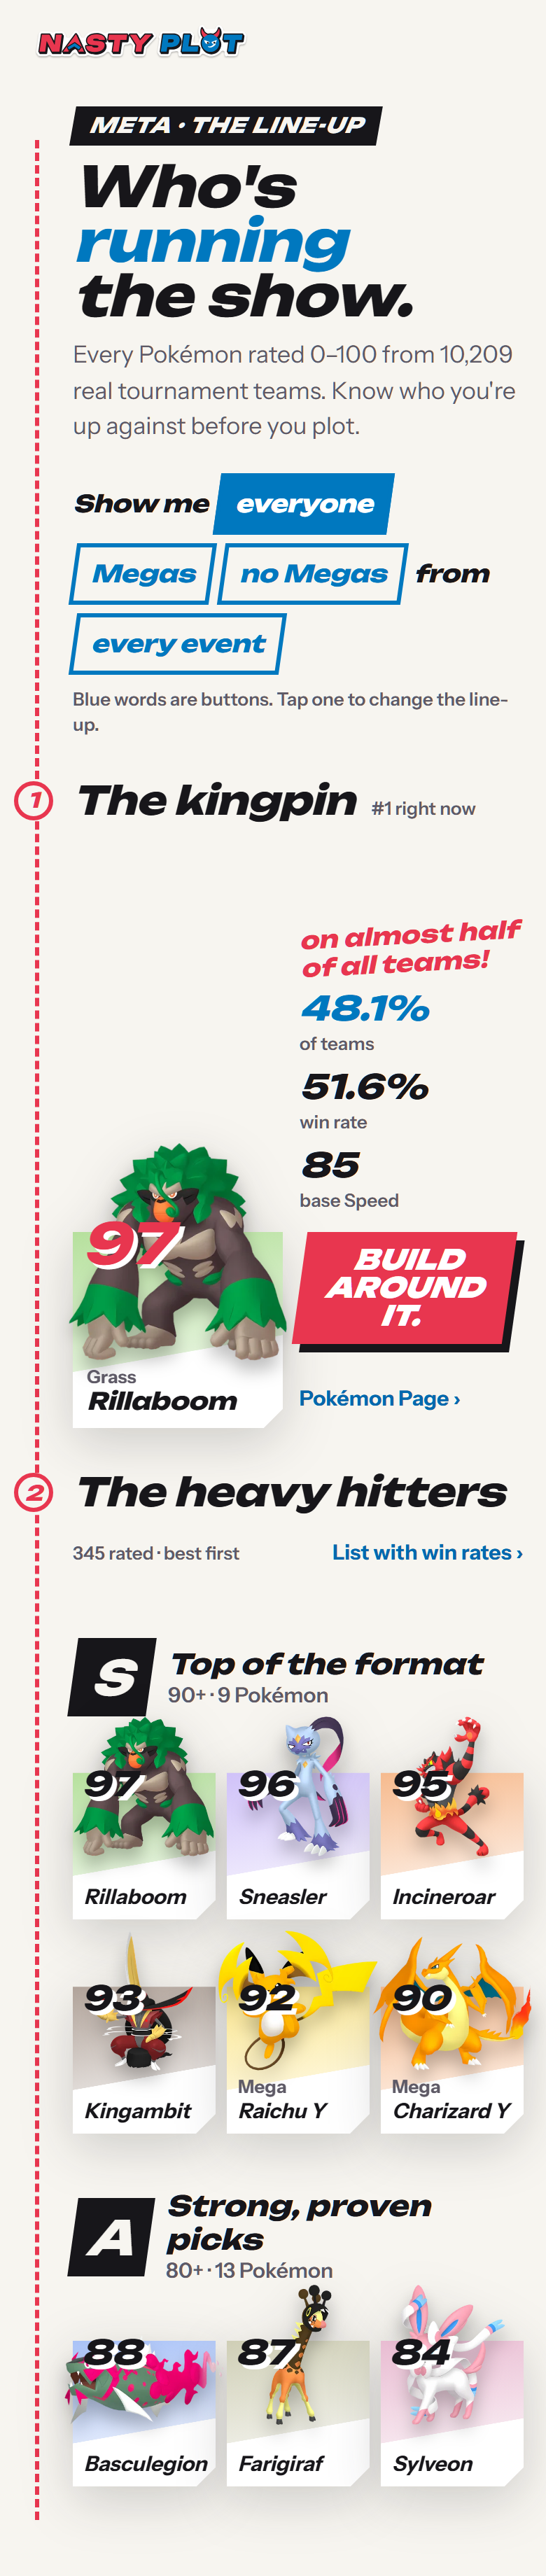 NASTY PLOT
META · THE LINE-UP
Who's
running
the show.
Every Pokémon rated 0–100 from 10,209
real tournament teams. Know who you're
up against before you plot.
Show me everyone
Megas no Megas from
every event
Blue words are buttons. Tap one to change the line-
up.
1 The kingpin #1 right now
on almost half
of all teams!
48.1%
of teams
51.6%
win rate
85
base Speed
97
Grass
Rillaboom
BUILD
AROUND
IT.
Pokémon Page ›
2 The heavy hitters
345 rated · best first List with win rates ›
S Top of the format
90+ · 9 Pokémon
97 96 95
Rillaboom Sneasler Incineroar
93 92 90
Mega Mega
Kingambit Raichu Y Charizard Y
A Strong, proven
picks
80+ · 13 Pokémon
88 87 84
Basculegion Farigiraf Sylveon